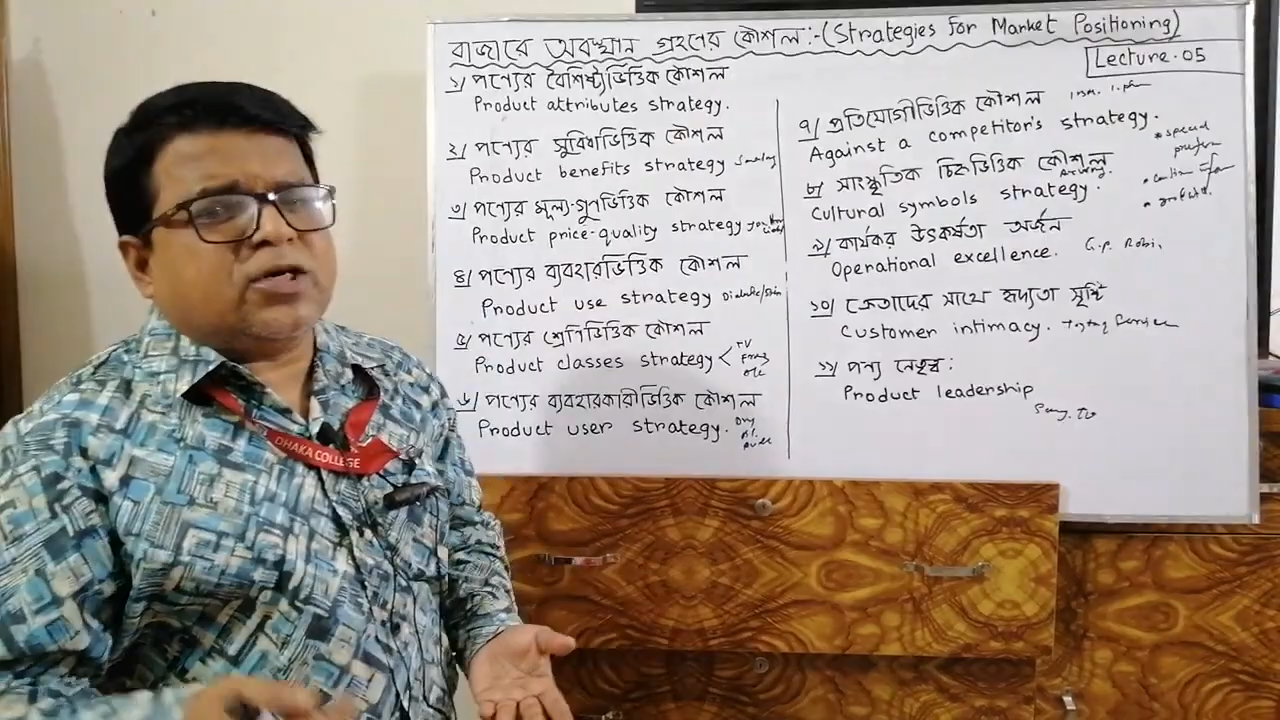 বাজারে অবস্থান গ্রহণের কৌশল:-(Strategies for Market Positioning)
Lecture-05
১/ পণ্যের বৈশিষ্ট্যভিত্তিক কৌশল
Product attributes strategy.
২/ পণ্যের সুবিধাভিত্তিক কৌশল
Product benefits strategy
৩/ পণ্যের মূল্য-গুণভিত্তিক কৌশল
Product price-quality strategy
৪/ পণ্যের ব্যবহারভিত্তিক কৌশল
Product use strategy
৫/ পণ্যের শ্রেণিভিত্তিক কৌশল
Product classes strategy < TV
৬/ পণ্যের ব্যবহারকারীভিত্তিক কৌশল
Product user strategy.
৭/ প্রতিযোগীভিত্তিক কৌশল
Against a competitor's strategy.
* special
৮/ সাংস্কৃতিক চিহ্নভিত্তিক কৌশল
Cultural symbols strategy.
৯/ কার্যকর উৎকর্ষতা অর্জন
Operational excellence. G.p. Robi
১০/ ক্রেতাদের সাথে হৃদ্যতা সৃষ্টি
Customer intimacy.
১১/ পণ্য নেতৃত্ব:
Product leadership
DHAKA COLLEGE